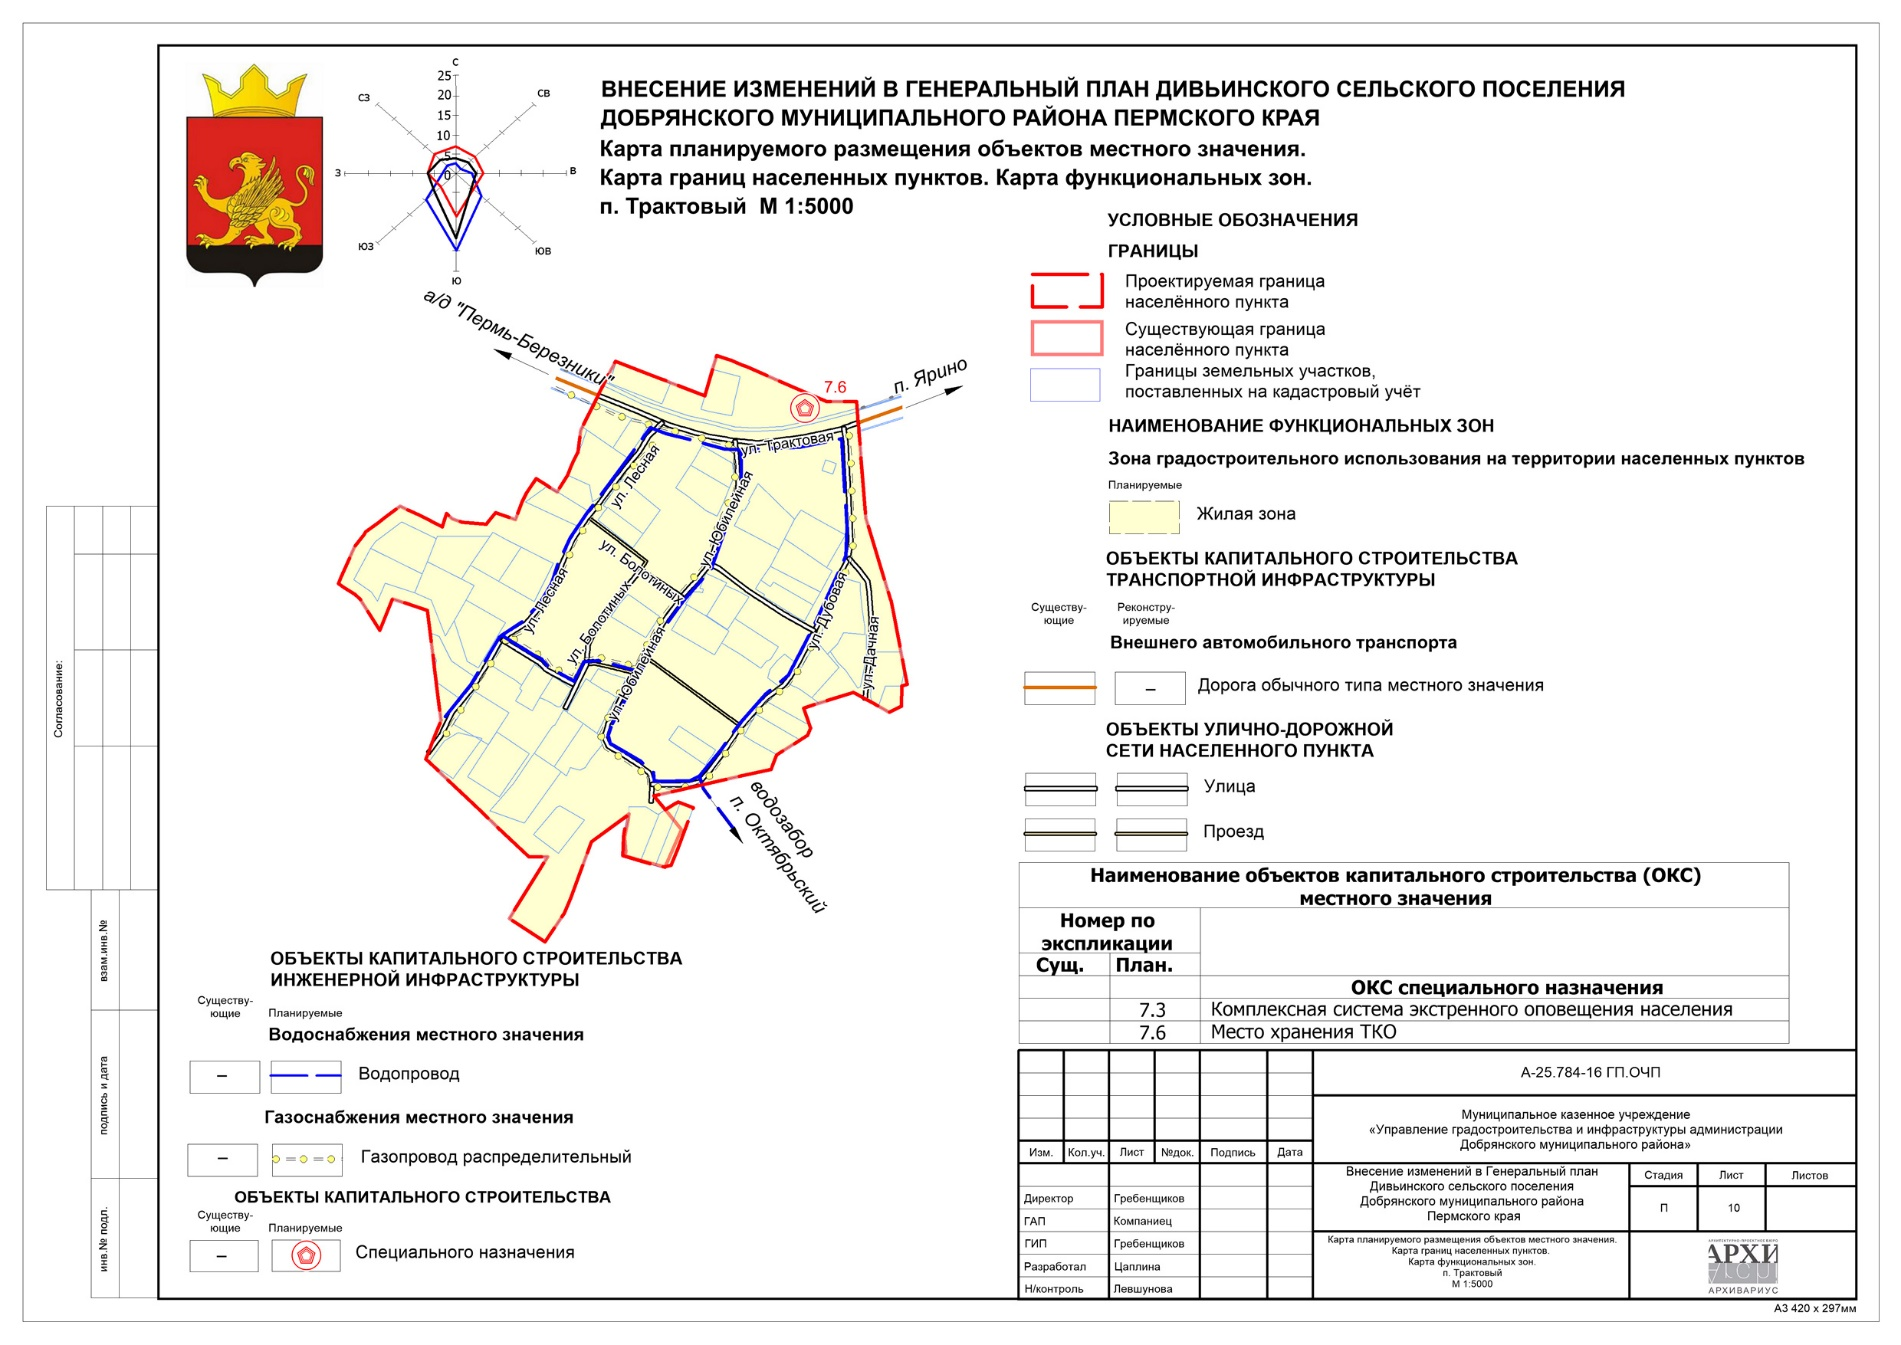 ВНЕСЕНИЕ ИЗМЕНЕНИЙ В ГЕНЕРАЛЬНЫЙ ПЛАН ДИВЬИНСКОГО СЕЛЬСКОГО ПОСЕЛЕНИЯ
ДОБРЯНСКОГО МУНИЦИПАЛЬНОГО РАЙОНА ПЕРМСКОГО КРАЯ
Карта планируемого размещения объектов местного значения.
Карта границ населенных пунктов. Карта функциональных зон.
п. Трактовый М 1:5000
С
25
20
15
10
5
0
СЗ
СВ
З
В
ЮЗ
ЮВ
Ю
а/д "Пермь-Березники"
п. Ярино
7.6
ул. Трактовая
ул. Лесная
ул. Юбилейная
ул. Болотиных
ул. Лесная
ул. Болотиных
ул. Юбилейная
ул. Дубовая
ул. Дачная
водозабор
п. Октябрьский
УСЛОВНЫЕ ОБОЗНАЧЕНИЯ
ГРАНИЦЫ
Проектируемая граница
населённого пункта
Существующая граница
населённого пункта
Границы земельных участков,
поставленных на кадастровый учёт
НАИМЕНОВАНИЕ ФУНКЦИОНАЛЬНЫХ ЗОН
Зона градостроительного использования на территории населенных пунктов
Планируемые
Жилая зона
ОБЪЕКТЫ КАПИТАЛЬНОГО СТРОИТЕЛЬСТВА
ТРАНСПОРТНОЙ ИНФРАСТРУКТУРЫ
Существу-
ющие
Реконстру-
ируемые
Внешнего автомобильного транспорта
–
Дорога обычного типа местного значения
ОБЪЕКТЫ УЛИЧНО-ДОРОЖНОЙ
СЕТИ НАСЕЛЕННОГО ПУНКТА
Улица
Проезд
Наименование объектов капитального строительства (ОКС)
местного значения
Номер по
экспликации
Сущ. План.
ОКС специального назначения
7.3 Комплексная система экстренного оповещения населения
7.6 Место хранения ТКО
ОБЪЕКТЫ КАПИТАЛЬНОГО СТРОИТЕЛЬСТВА
ИНЖЕНЕРНОЙ ИНФРАСТРУКТУРЫ
Существу-
ющие
Планируемые
Водоснабжения местного значения
–
Водопровод
Газоснабжения местного значения
–
Газопровод распределительный
ОБЪЕКТЫ КАПИТАЛЬНОГО СТРОИТЕЛЬСТВА
Существу-
ющие
Планируемые
–
Специального назначения
Согласование:
взам.инв.№
подпись и дата
инв.№ подл.
А-25.784-16 ГП.ОЧП
Муниципальное казенное учреждение
«Управление градостроительства и инфраструктуры администрации
Добрянского муниципального района»
Изм. Кол.уч. Лист №док. Подпись Дата
Директор Гребенщиков
ГАП Компаниец
ГИП Гребенщиков
Разработал Цаплина
Н/контроль Левшунова
Внесение изменений в Генеральный план
Дивьинского сельского поселения
Добрянского муниципального района
Пермского края
Стадия Лист Листов
П 10
Карта планируемого размещения объектов местного значения.
Карта границ населенных пунктов.
Карта функциональных зон.
п. Трактовый
М 1:5000
АРХИ
АРХИВАРИУС
А3 420 х 297мм